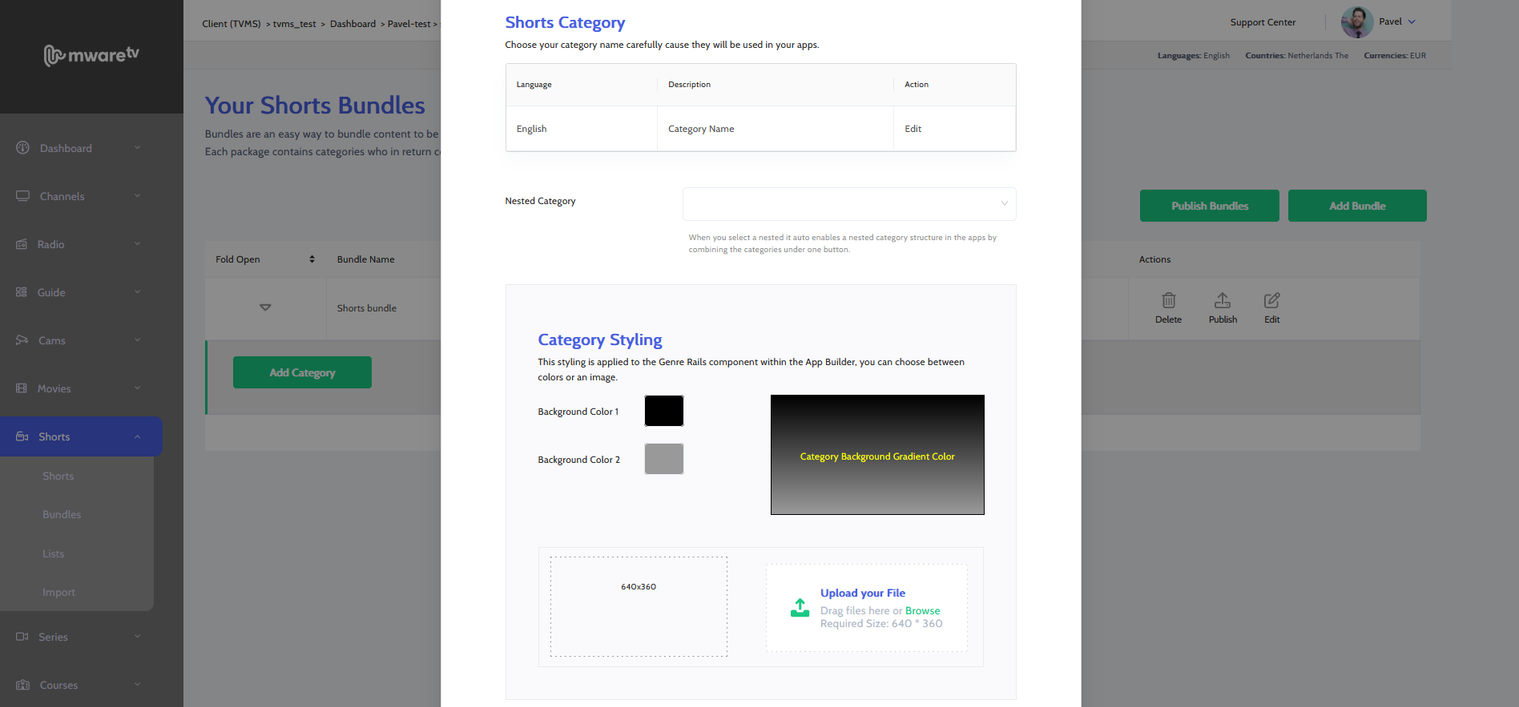 mwaretv
Dashboard
Channels
Radio
Guide
Cams
Movies
Shorts
Shorts
Bundles
Lists
Import
Series
Courses
Client (TVMS) > tvms_test > Dashboard > Pavel-test >
Support Center
Pavel
Languages: English Countries: Netherlands The Currencies: EUR
Your Shorts Bundles
Bundles are an easy way to bundle content to be
Each package contains categories who in return
Publish Bundles
Add Bundle
Fold Open
Bundle Name
Actions
Shorts bundle
Delete
Publish
Edit
Add Category
Shorts Category
Choose your category name carefully cause they will be used in your apps.
Language Description Action
English Category Name Edit
Nested Category
When you select a nested it auto enables a nested category structure in the apps by
combining the categories under one button.
Category Styling
This styling is applied to the Genre Rails component within the App Builder, you can choose between
colors or an image.
Background Color 1
Background Color 2
Category Background Gradient Color
640x360
Upload your File
Drag files here or Browse
Required Size: 640 * 360